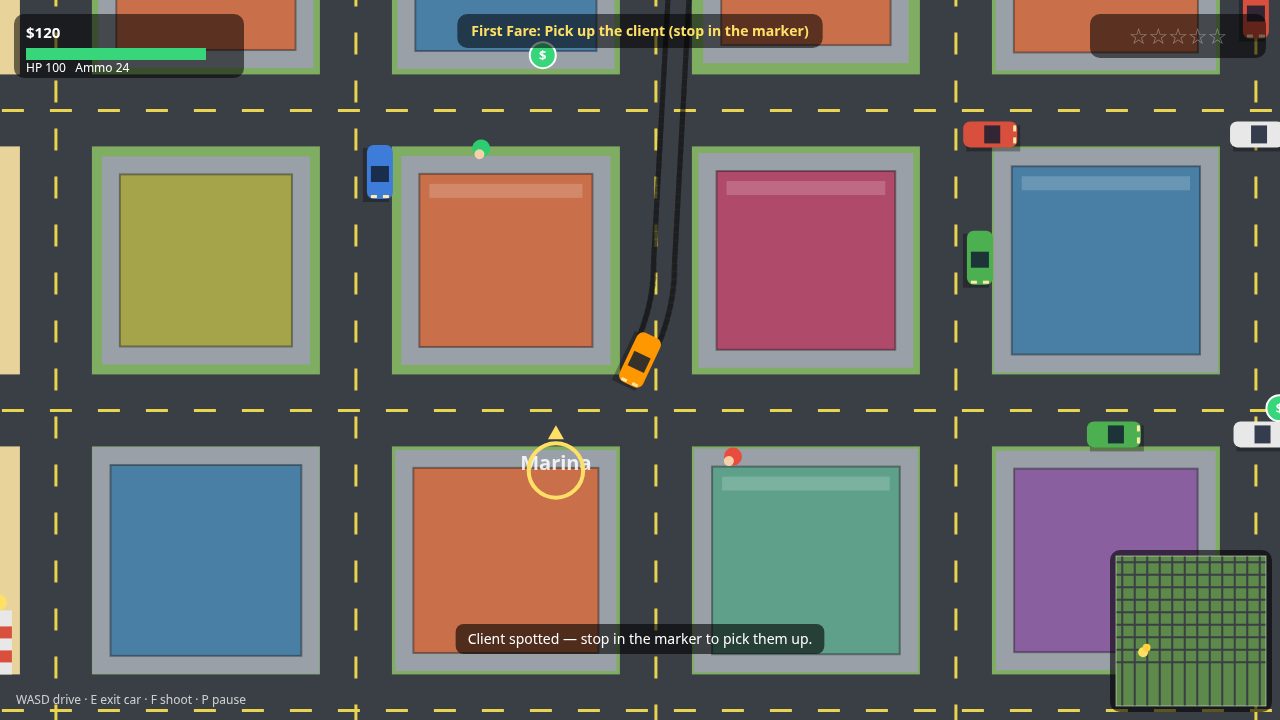 $120
HP 100 Ammo 24
First Fare: Pick up the client (stop in the marker)
☆☆☆☆☆
$
$
Marina
Client spotted — stop in the marker to pick them up.
WASD drive · E exit car · F shoot · P pause